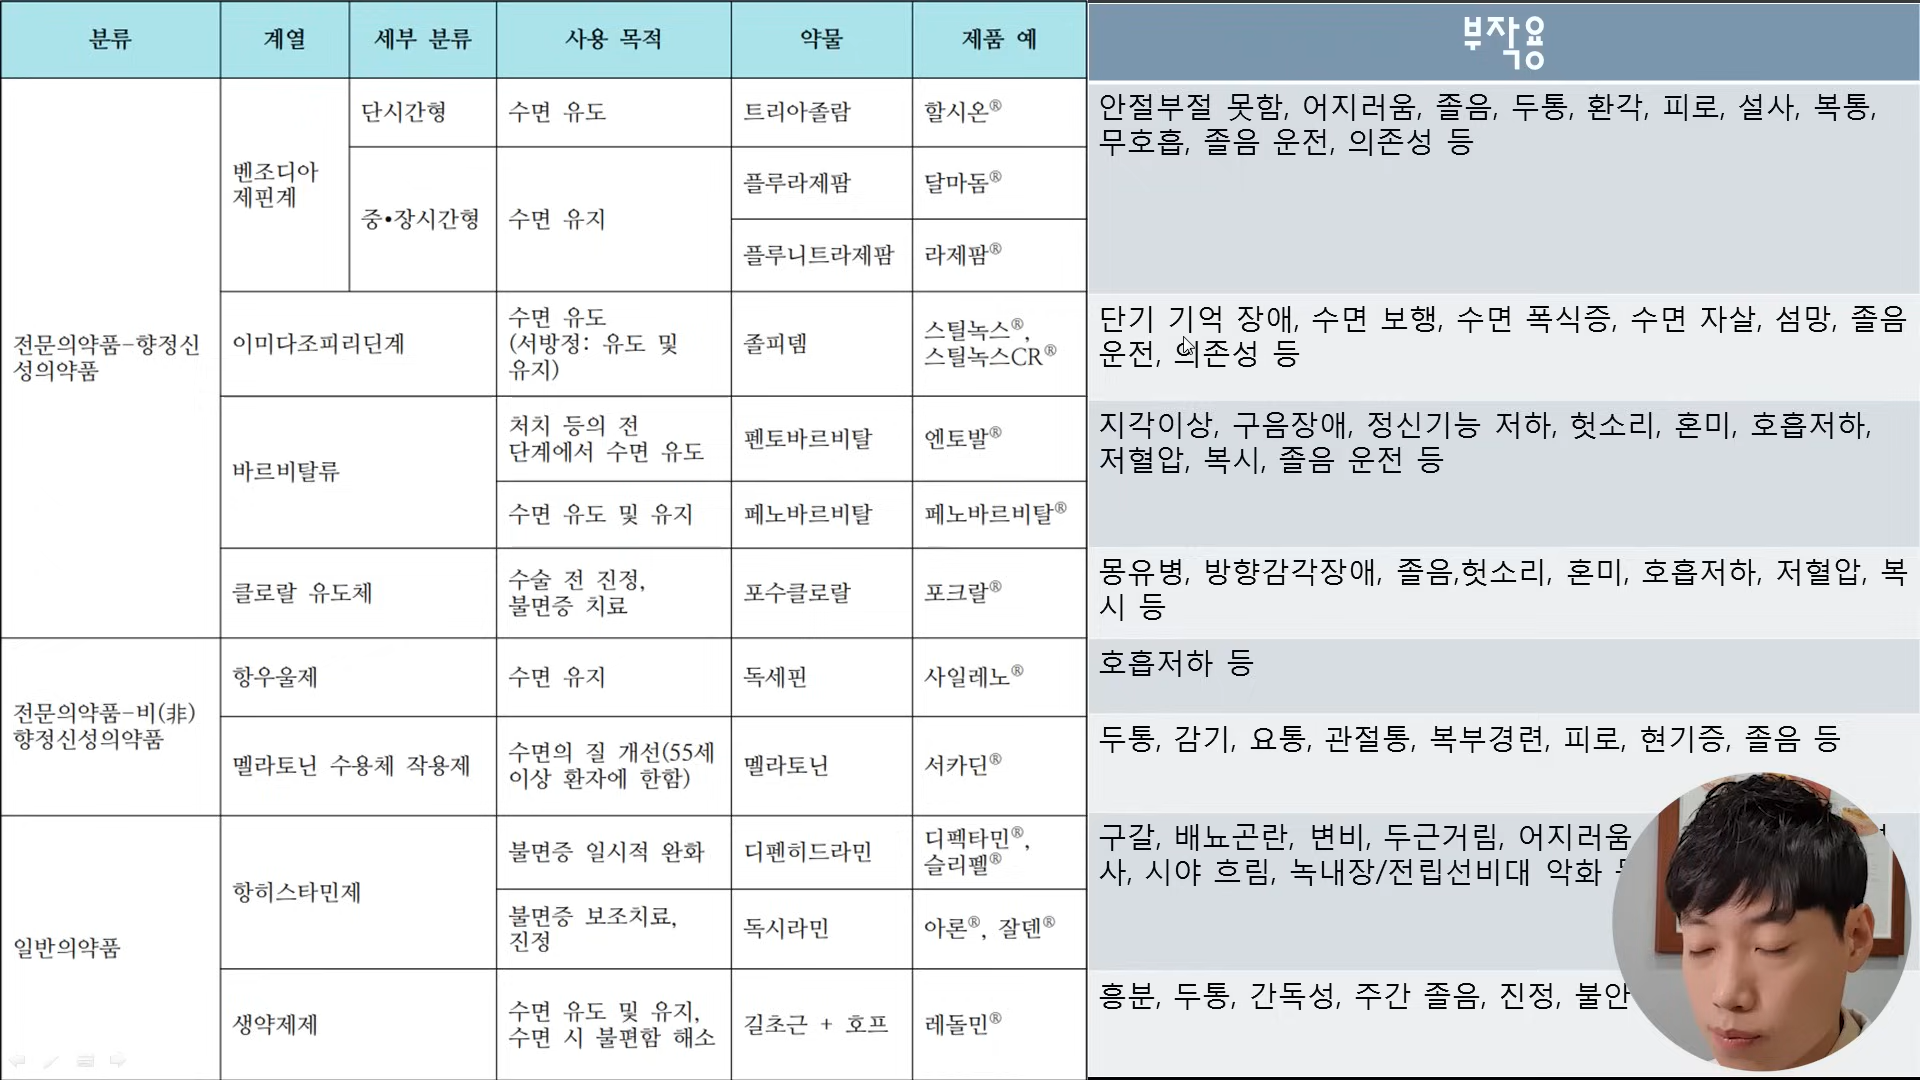 분류 계열 세부 분류 사용 목적 약물 제품 예 부작용
전문의약품-향정신
성의약품
벤조디아
제핀계
단시간형 수면 유도 트리아졸람 할시온®
중•장시간형 수면 유지 플루라제팜 달마돔®
플루니트라제팜 라제팜®
안절부절 못함, 어지러움, 졸음, 두통, 환각, 피로, 설사, 복통,
무호흡, 졸음 운전, 의존성 등
이미다조피리딘계
수면 유도
(서방정: 유도 및
유지)
졸피뎀
스틸녹스®,
스틸녹스CR®
단기 기억 장애, 수면 보행, 수면 폭식증, 수면 자살, 섬망, 졸음
운전, 의존성 등
바르비탈류
처치 등의 전
단계에서 수면 유도
펜토바르비탈 엔토발®
수면 유도 및 유지 페노바르비탈 페노바르비탈®
지각이상, 구음장애, 정신기능 저하, 헛소리, 혼미, 호흡저하,
저혈압, 복시, 졸음 운전 등
클로랄 유도체
수술 전 진정,
불면증 치료
포수클로랄 포크랄®
몽유병, 방향감각장애, 졸음,헛소리, 혼미, 호흡저하, 저혈압, 복
시 등
전문의약품-비(非)
향정신성의약품
항우울제 수면 유지 독세핀 사일레노®
호흡저하 등
멜라토닌 수용체 작용제
수면의 질 개선(55세
이상 환자에 한함)
멜라토닌 서카딘®
두통, 감기, 요통, 관절통, 복부경련, 피로, 현기증, 졸음 등
일반의약품
항히스타민제
불면증 일시적 완화 디펜히드라민
디펙타민®,
슬리펠®
불면증 보조치료,
진정
독시라민 아론®, 잘덴®
구갈, 배뇨곤란, 변비, 두근거림, 어지러움
사, 시야 흐림, 녹내장/전립선비대 악화
생약제제
수면 유도 및 유지,
수면 시 불편함 해소
길초근 + 호프 레돌민®
흥분, 두통, 간독성, 주간 졸음, 진정, 불안